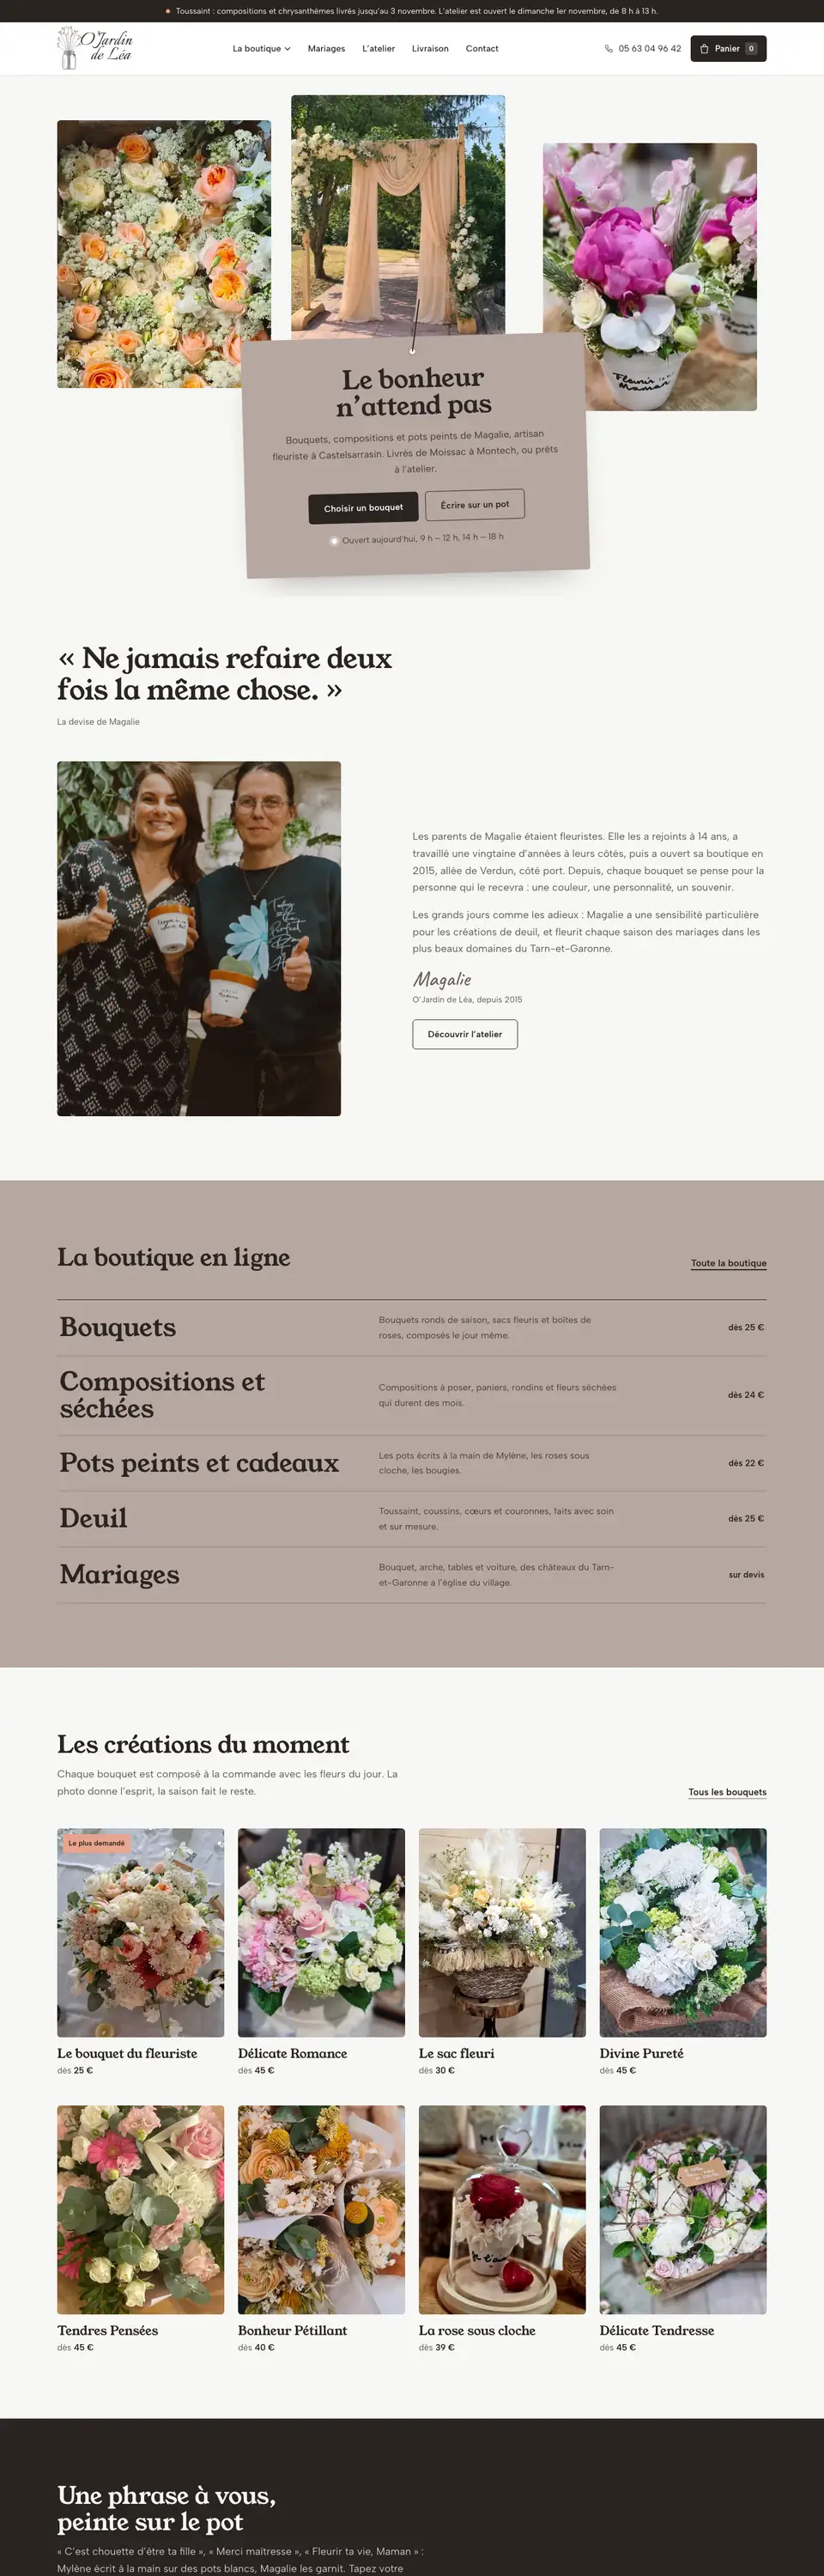 Toussaint : compositions et chrysanthèmes livrés jusqu'au 3 novembre. L'atelier est ouvert le dimanche 1er novembre, de 8 h à 13 h.
O'Jardin
de Léa
La boutique
Mariages
L'atelier
Livraison
Contact
05 63 04 96 42
Panier 0
Fleurir ta vie
Maman
Le bonheur
n'attend pas
Bouquets, compositions et pots peints de Magalie, artisan
fleuriste à Castelsarrasin. Livrés de Moissac à Montech, ou prêts
à l'atelier.
Choisir un bouquet
Écrire sur un pot
Ouvert aujourd'hui, 9 h – 12 h, 14 h – 18 h
« Ne jamais refaire deux
fois la même chose. »
La devise de Magalie
Les parents de Magalie étaient fleuristes. Elle les a rejoints à 14 ans, a
travaillé une vingtaine d'années à leurs côtés, puis a ouvert sa boutique en
2015, allée de Verdun, côté port. Depuis, chaque bouquet se pense pour la
personne qui le recevra : une couleur, une personnalité, un souvenir.
Les grands jours comme les adieux : Magalie a une sensibilité particulière
pour les créations de deuil, et fleurit chaque saison des mariages dans les
plus beaux domaines du Tarn-et-Garonne.
Magalie
O'Jardin de Léa, depuis 2015
Découvrir l'atelier
La boutique en ligne
Toute la boutique
Bouquets
Bouquets ronds de saison, sacs fleuris et boîtes de
roses, composés le jour même.
dès 25 €
Compositions et
séchées
Compositions à poser, paniers, rondins et fleurs séchées
qui durent des mois.
dès 24 €
Pots peints et cadeaux
Les pots écrits à la main de Mylène, les roses sous
cloche, les bougies.
dès 22 €
Deuil
Toussaint, coussins, cœurs et couronnes, faits avec soin
et sur mesure.
dès 25 €
Mariages
Bouquet, arche, tables et voiture, des châteaux du Tarn-
et-Garonne à l'église du village.
sur devis
Les créations du moment
Chaque bouquet est composé à la commande avec les fleurs du jour. La
photo donne l'esprit, la saison fait le reste.
Tous les bouquets
Le plus demandé
Le bouquet du fleuriste
dès 25 €
Délicate Romance
dès 45 €
Le sac fleuri
dès 30 €
Divine Pureté
dès 45 €
Tendres Pensées
dès 45 €
Bonheur Pétillant
dès 40 €
La rose sous cloche
dès 39 €
Délicate Tendresse
dès 45 €
Une phrase à vous,
peinte sur le pot
« C'est chouette d'être ta fille », « Merci maîtresse », « Fleurir ta vie, Maman » :
Mylène écrit à la main sur des pots blancs, Magalie les garnit. Tapez votre